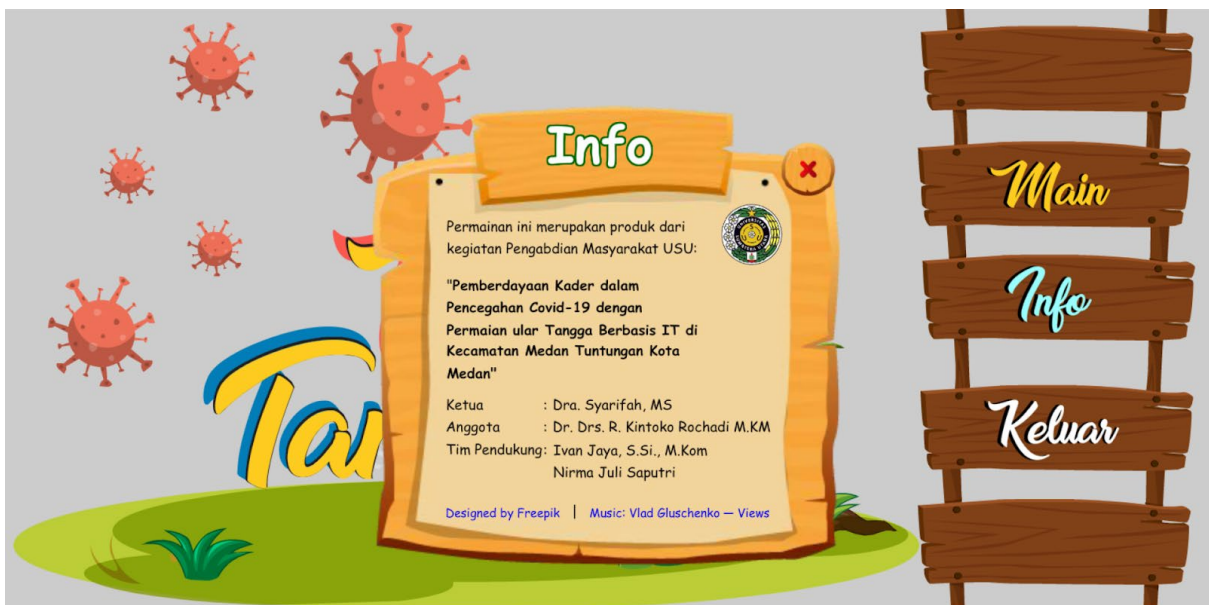 Info
Permainan ini merupakan produk dari
kegiatan Pengabdian Masyarakat USU:
"Pemberdayaan Kader dalam
Pencegahan Covid-19 dengan
Permaian ular Tangga Berbasis IT di
Kecamatan Medan Tuntungan Kota
Medan"
Ketua : Dra. Syarifah, MS
Anggota : Dr. Drs. R. Kintoko Rochadi M.KM
Tim Pendukung: Ivan Jaya, S.Si., M.Kom
Nirma Juli Saputri
Designed by Freepik | Music: Vlad Gluschenko — Views
Tan
Main
Info
Keluar